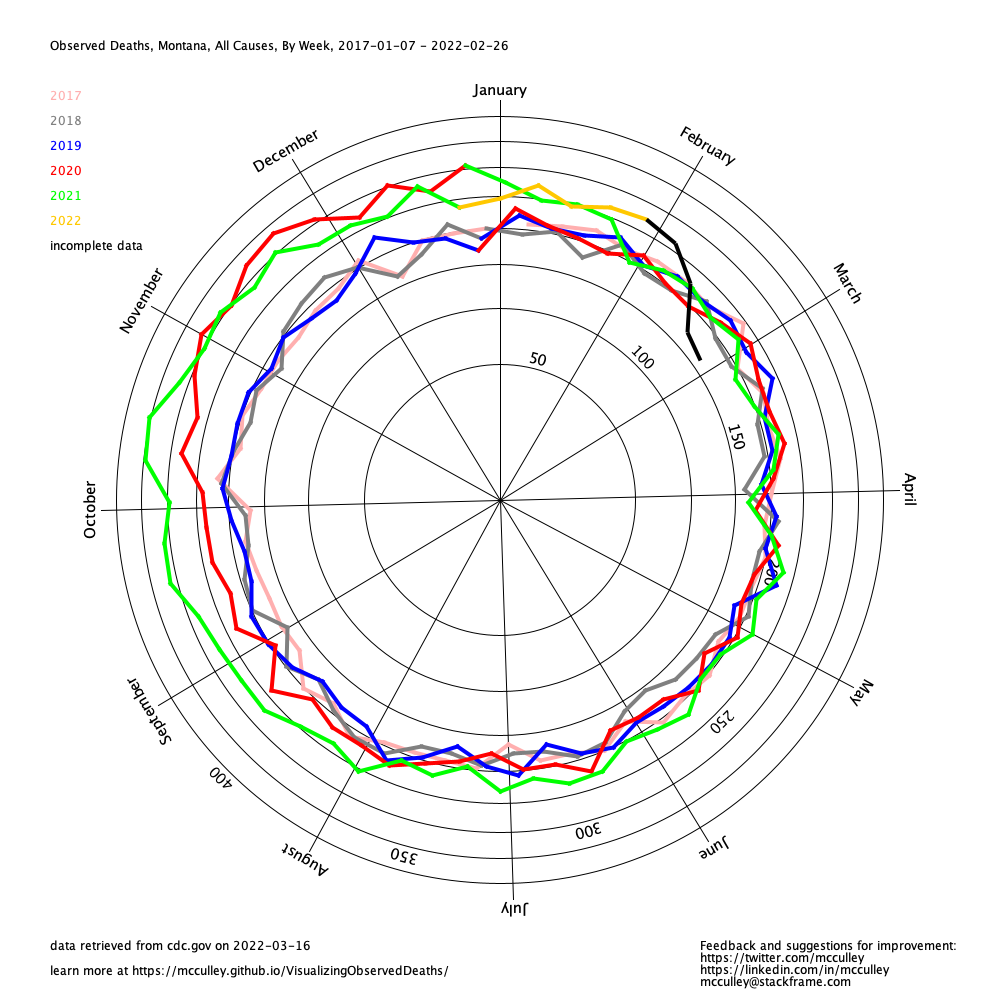 Observed Deaths, Montana, All Causes, By Week, 2017-01-07 - 2022-02-26
2017
2018
2019
2020
2021
2022
incomplete data
January
February
March
April
May
June
July
August
September
October
November
December
50
100
150
200
250
300
350
400
data retrieved from cdc.gov on 2022-03-16
learn more at https://mcculley.github.io/VisualizingObservedDeaths/
Feedback and suggestions for improvement:
https://twitter.com/mcculley
https://linkedin.com/in/mcculley
mcculley@stackframe.com